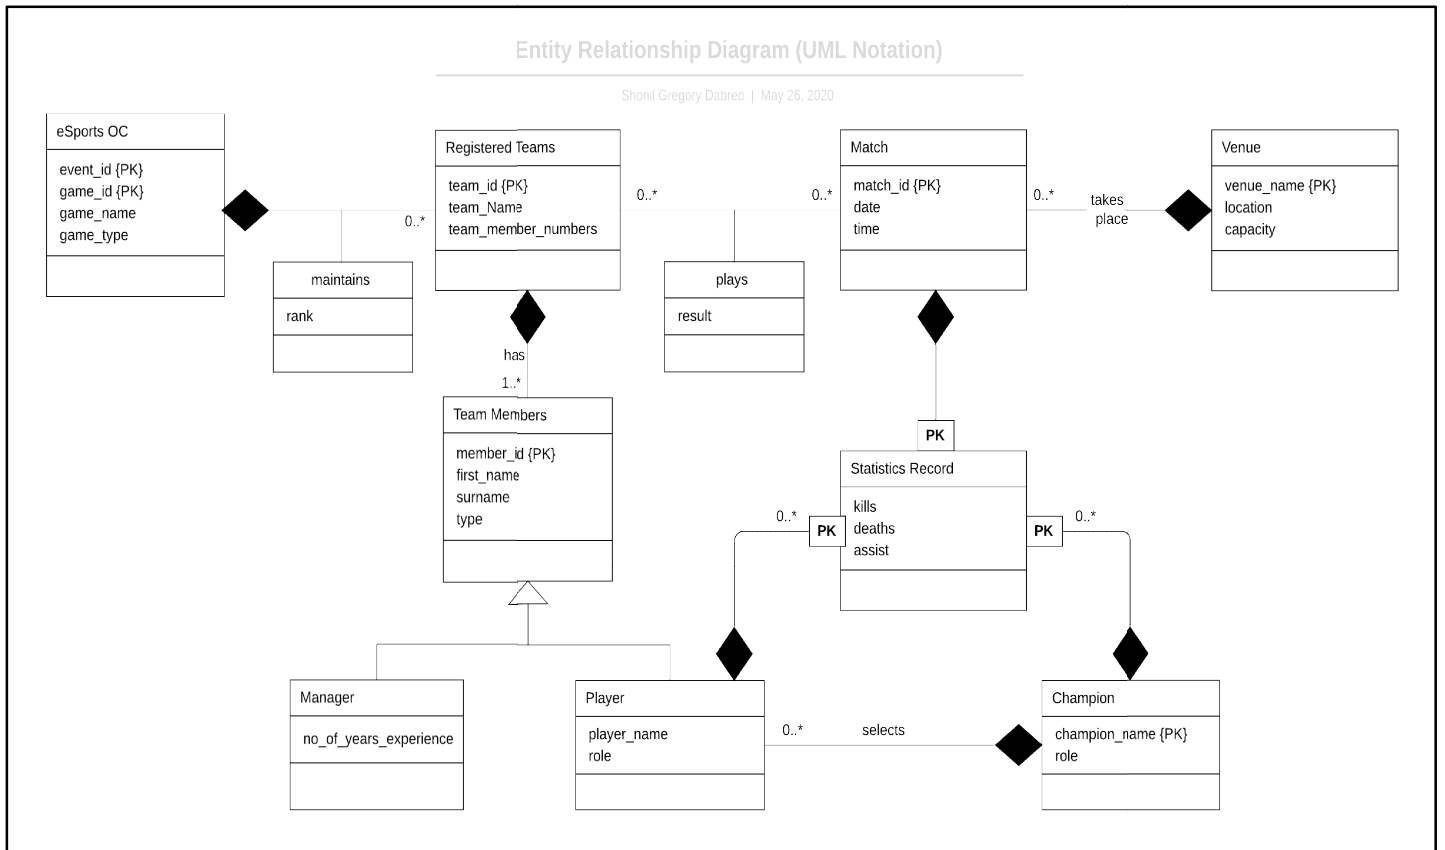 Entity Relationship Diagram (UML Notation)
Shonil Gregory Dabreo | May 26, 2020
eSports OC
event_id {PK}
game_id {PK}
game_name
game_type
Registered Teams
team_id {PK}
team_Name
team_member_numbers
Match
match_id {PK}
date
time
Venue
venue_name {PK}
location
capacity
0..*
0..*
0..*
0..*
takes
place
maintains
rank
plays
result
has
1..*
Team Members
member_id {PK}
first_name
surname
type
PK
Statistics Record
kills
deaths
assist
0..*
PK
PK
0..*
Manager
no_of_years_experience
Player
player_name
role
0..*
selects
Champion
champion_name {PK}
role